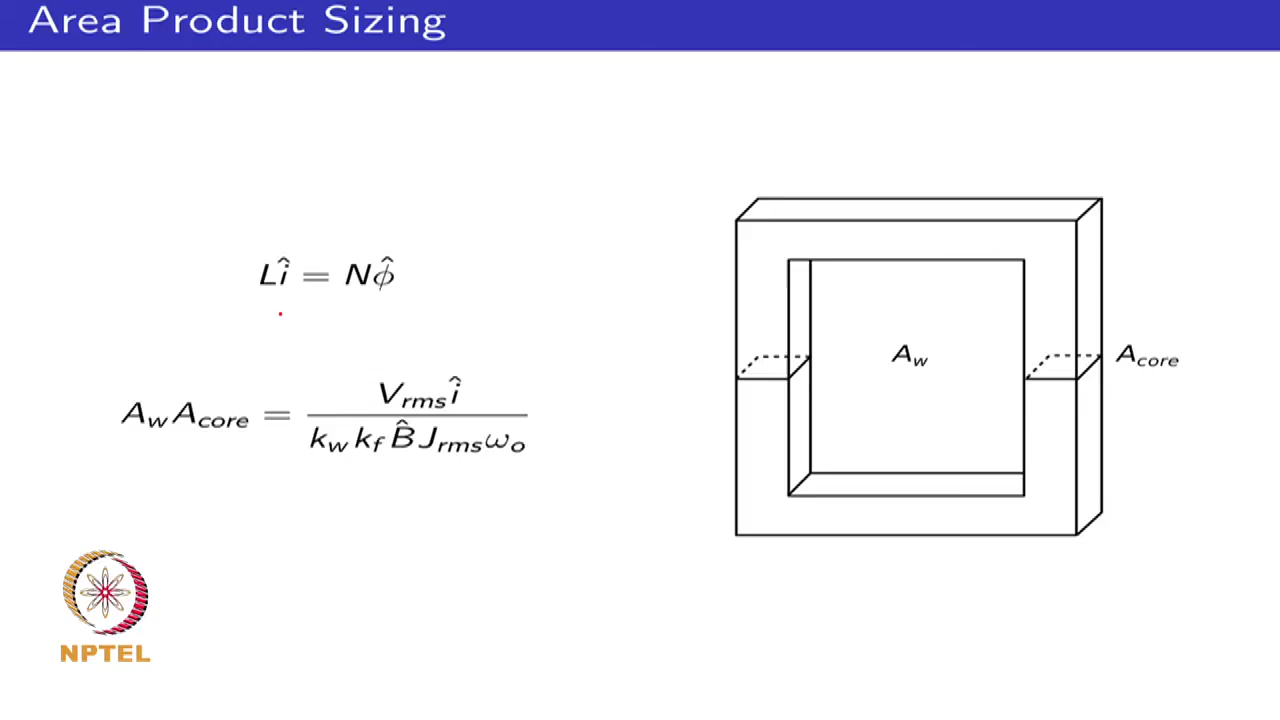 Area Product Sizing
Lî = Nφ̂
A_w A_core = V_rms î / k_w k_f B̂ J_rms ω_o
A_w
A_core
NPTEL